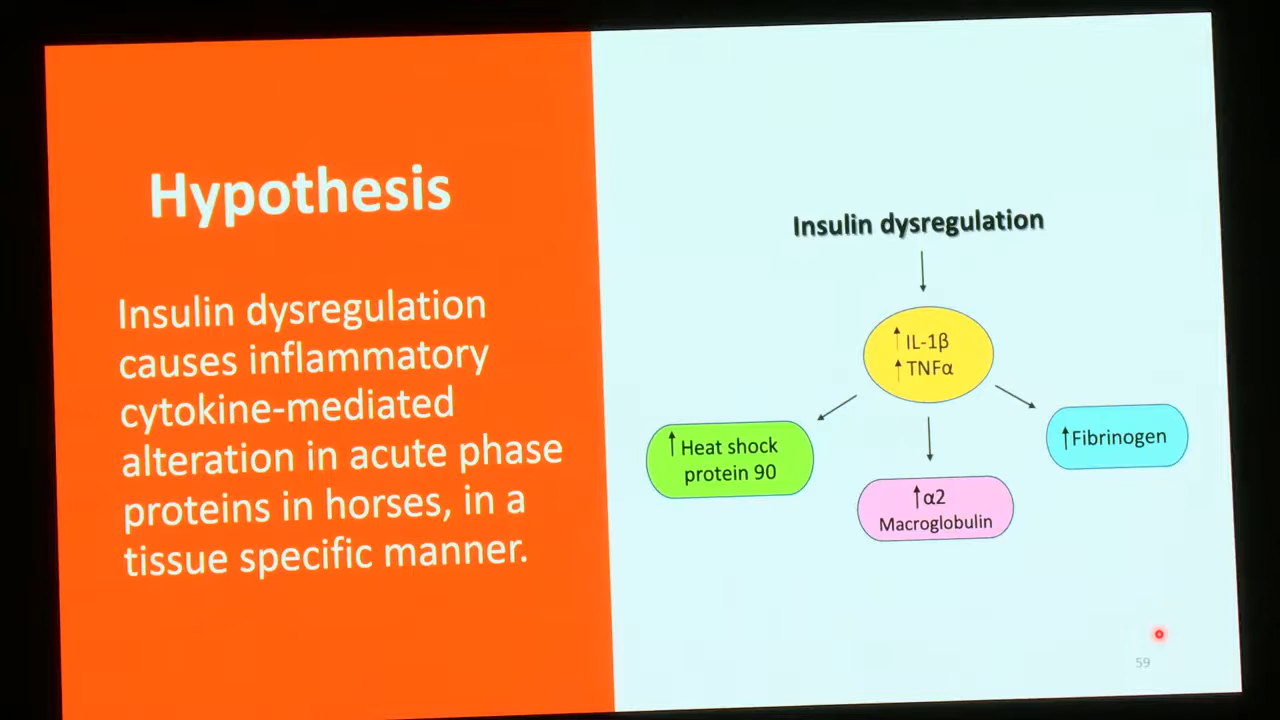 Hypothesis
Insulin dysregulation
causes inflammatory
cytokine-mediated
alteration in acute phase
proteins in horses, in a
tissue specific manner.
Insulin dysregulation
↑ IL-1β
↑ TNFα
↑ Heat shock
protein 90
↑ α2
Macroglobulin
↑ Fibrinogen
59